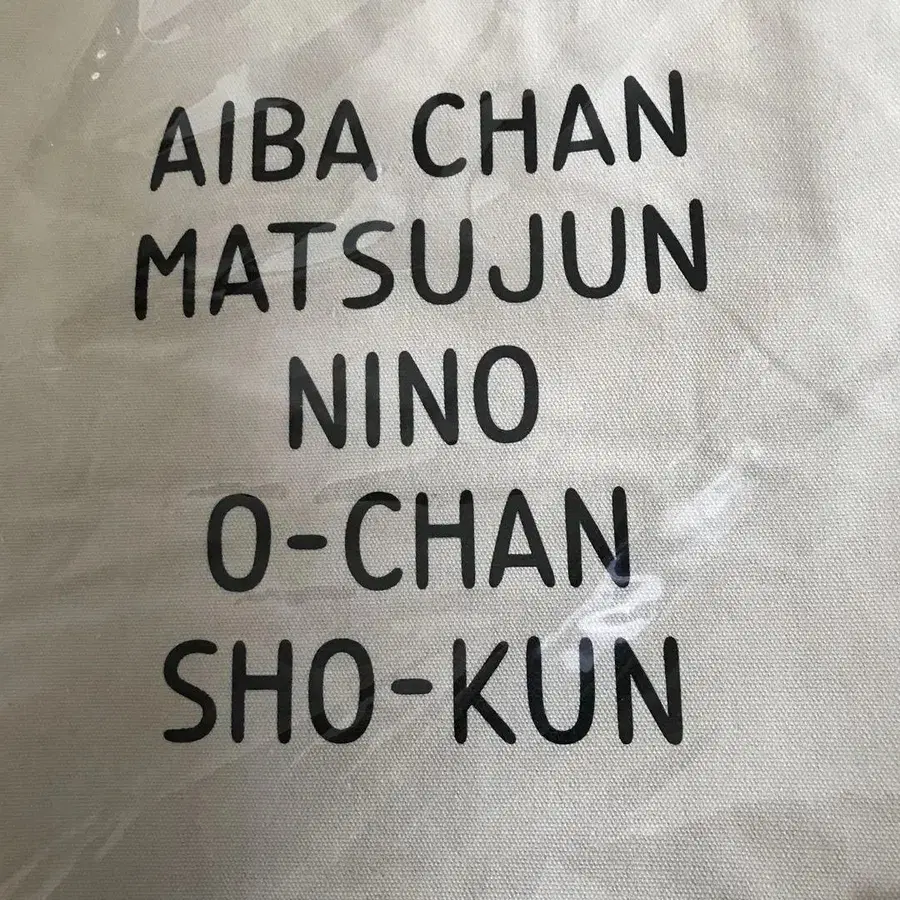 AIBA CHAN
MATSUJUN
NINO
O-CHAN
SHO-KUN